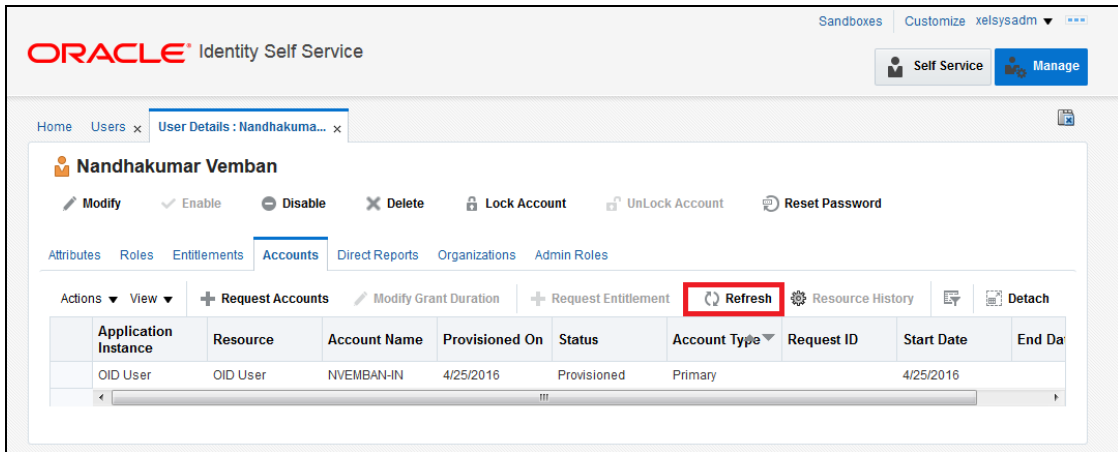 Sandboxes Customize xelsysadm
ORACLE® Identity Self Service
Self Service Manage
Home Users x User Details : Nandhakuma... x
Nandhakumar Vemban
Modify Enable Disable Delete Lock Account UnLock Account Reset Password
Attributes Roles Entitlements Accounts Direct Reports Organizations Admin Roles
Actions View Request Accounts Modify Grant Duration Request Entitlement Refresh Resource History Detach
Application Instance Resource Account Name Provisioned On Status Account Type Request ID Start Date End Da
OID User OID User NVEMBAN-IN 4/25/2016 Provisioned Primary 4/25/2016